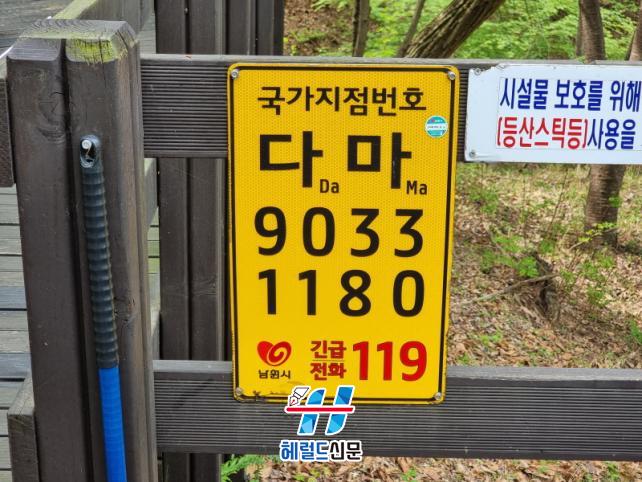 국가지점번호
다 마
Da Ma
9033
1180
남원시
긴급
전화 119
시설물 보호를 위해
(등산스틱등)사용을
헤럴드신문